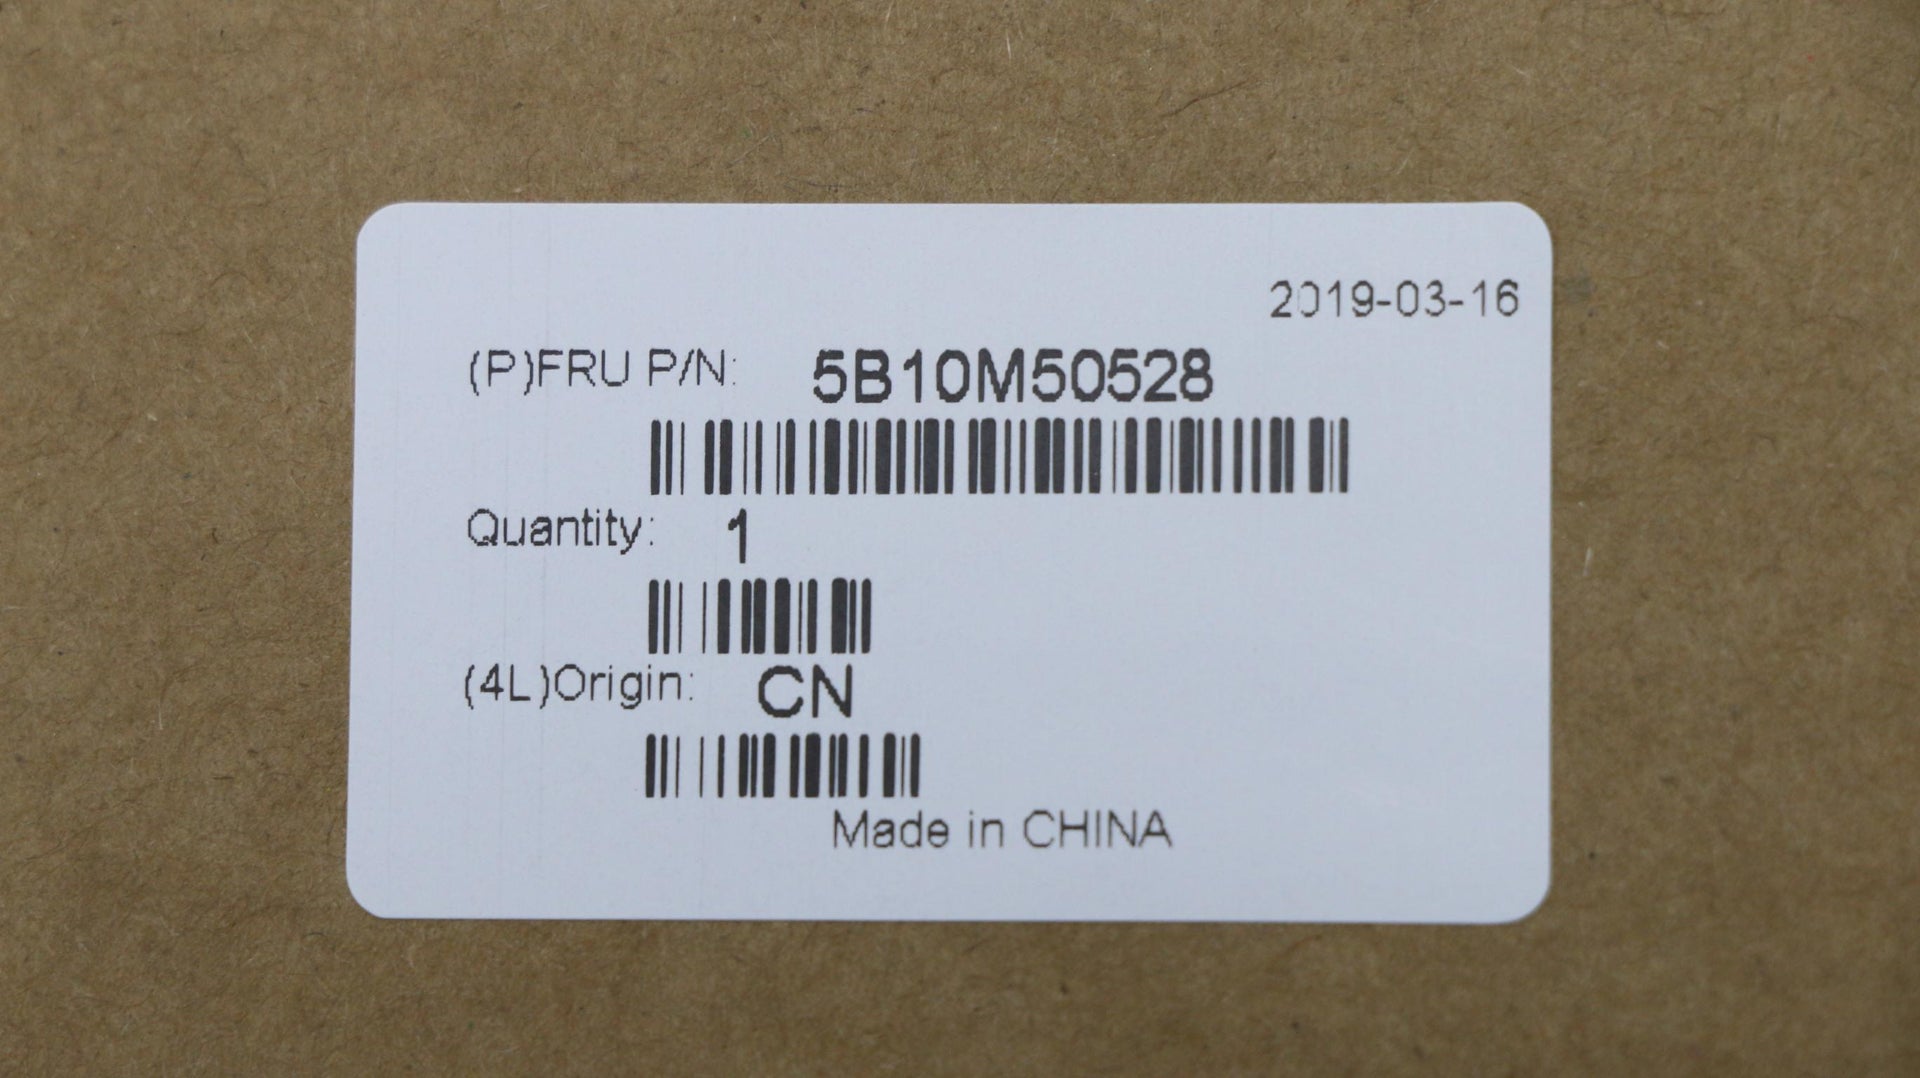 2019-03-16
(P)FRU P/N: 5B10M50528
Quantity: 1
(4L)Origin: CN
Made in CHINA